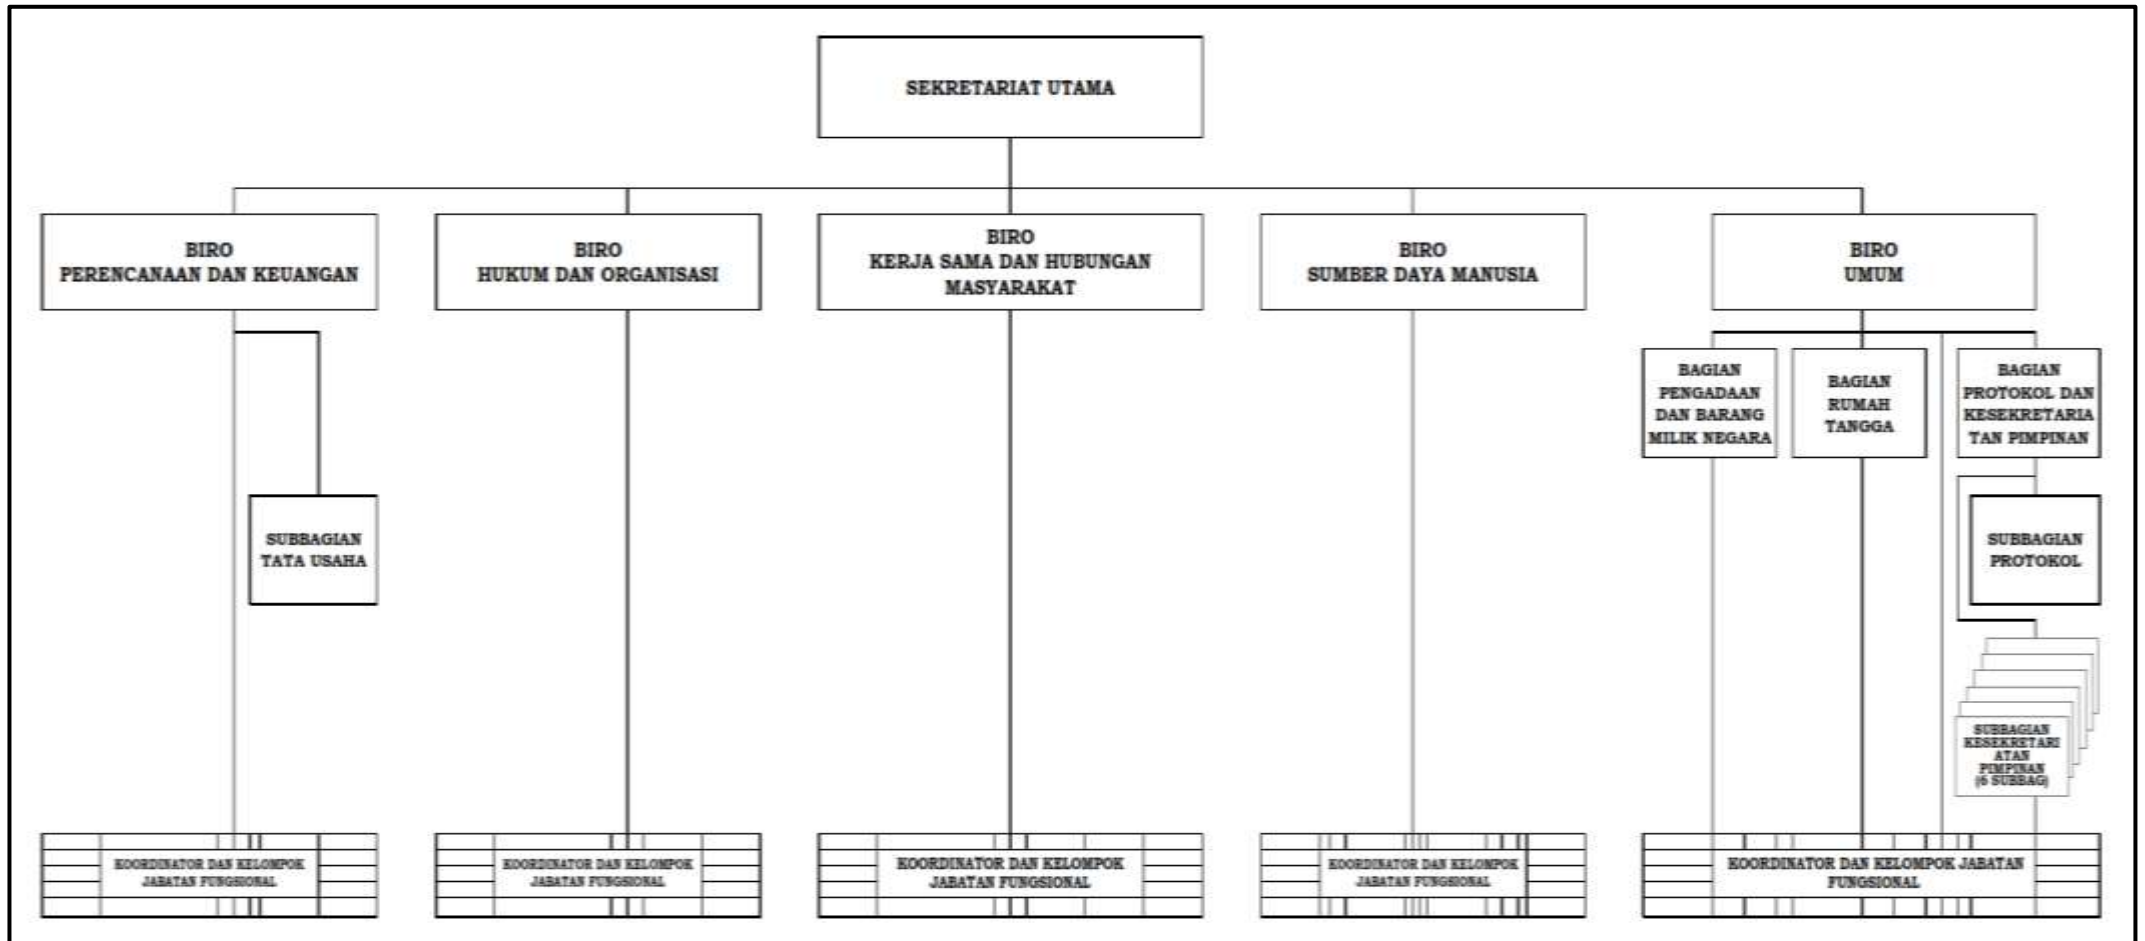 SEKRETARIAT UTAMA
BIRO
PERENCANAAN DAN KEUANGAN
BIRO
HUKUM DAN ORGANISASI
BIRO
KERJA SAMA DAN HUBUNGAN
MASYARAKAT
BIRO
SUMBER DAYA MANUSIA
BIRO
UMUM
BAGIAN
PENGADAAN
DAN BARANG
MILIK NEGARA
BAGIAN
RUMAH
TANGGA
BAGIAN
PROTOKOL DAN
KESEKRETARIA
TAN PIMPINAN
SUBBAGIAN
TATA USAHA
SUBBAGIAN
PROTOKOL
SUBBAGIAN
KESEKRETARI
ATAN
PIMPINAN
(6 SUBBAG)
KOORDINATOR DAN KELOMPOK
JABATAN FUNGSIONAL
KOORDINATOR DAN KELOMPOK
JABATAN FUNGSIONAL
KOORDINATOR DAN KELOMPOK
JABATAN FUNGSIONAL
KOORDINATOR DAN KELOMPOK
JABATAN FUNGSIONAL
KOORDINATOR DAN KELOMPOK JABATAN
FUNGSIONAL